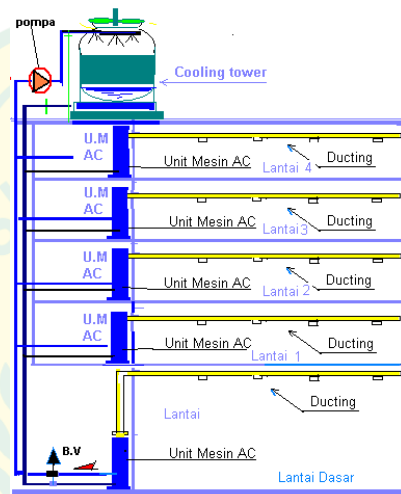 pompa
Cooling tower
U.M
AC
Unit Mesin AC
Lantai 4
Ducting
U.M
AC
Unit Mesin AC
Lantai 3
Ducting
U.M
AC
Unit Mesin AC
Lantai 2
Ducting
U.M
AC
Unit Mesin AC
Lantai 1
Ducting
Ducting
Lantai
B.V
Unit Mesin AC
Lantai Dasar